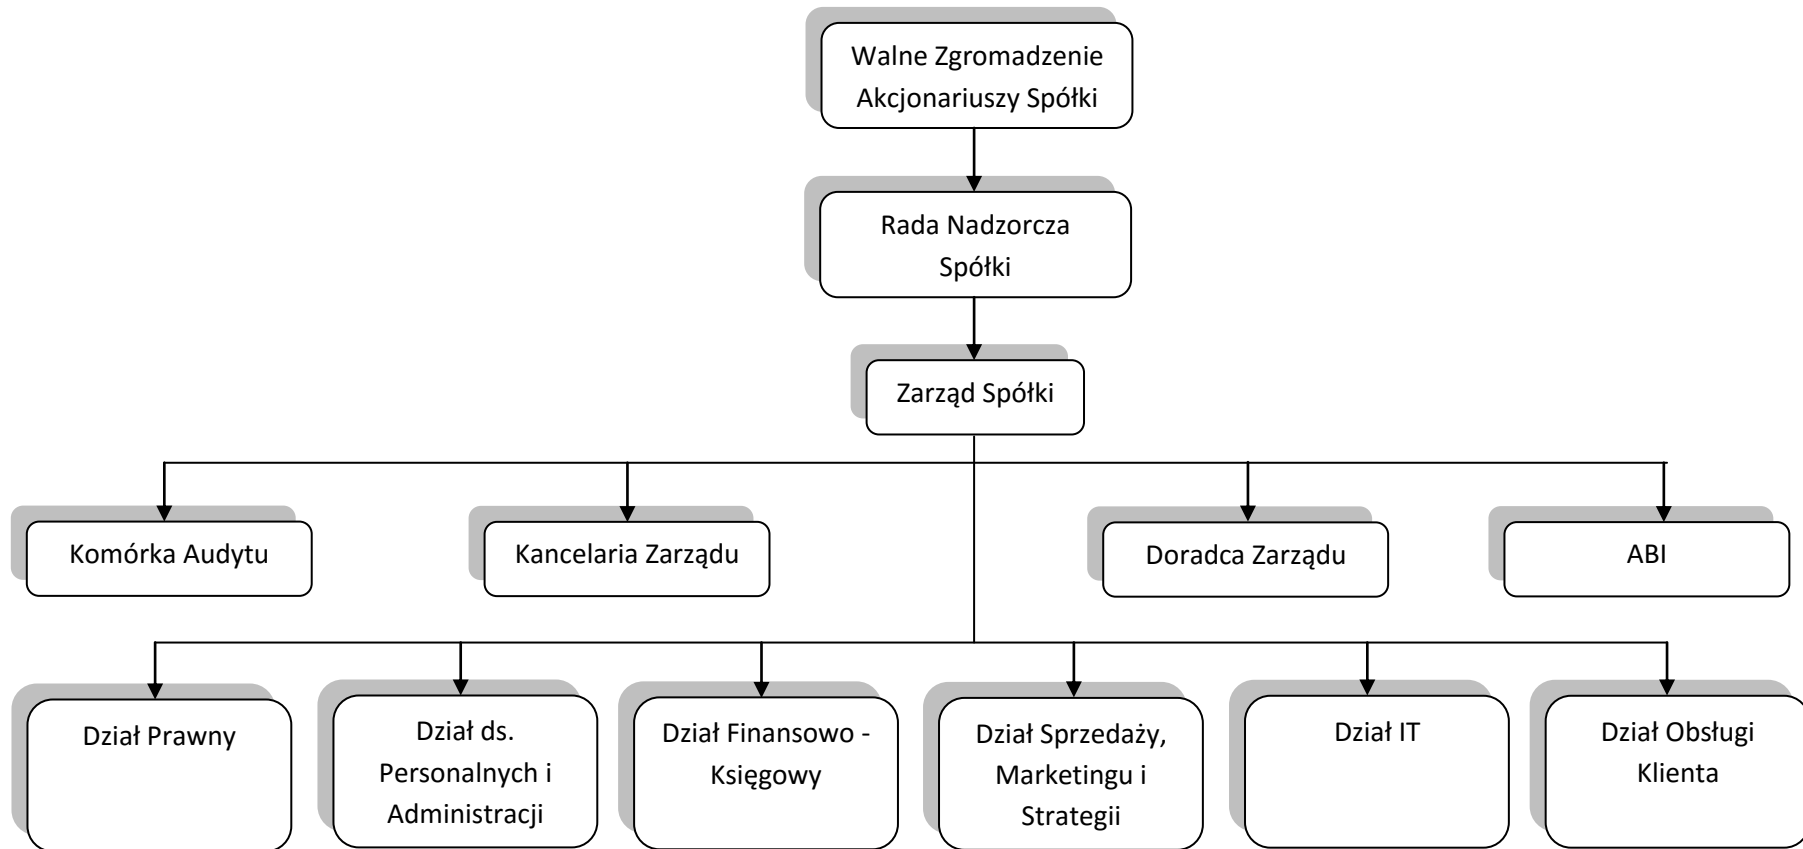 Walne Zgromadzenie
Akcjonariuszy Spółki
Rada Nadzorcza
Spółki
Zarząd Spółki
Komórka Audytu
Kancelaria Zarządu
Doradca Zarządu
ABI
Dział Prawny
Dział ds.
Personalnych i
Administracji
Dział Finansowo -
Księgowy
Dział Sprzedaży,
Marketingu i
Strategii
Dział IT
Dział Obsługi
Klienta